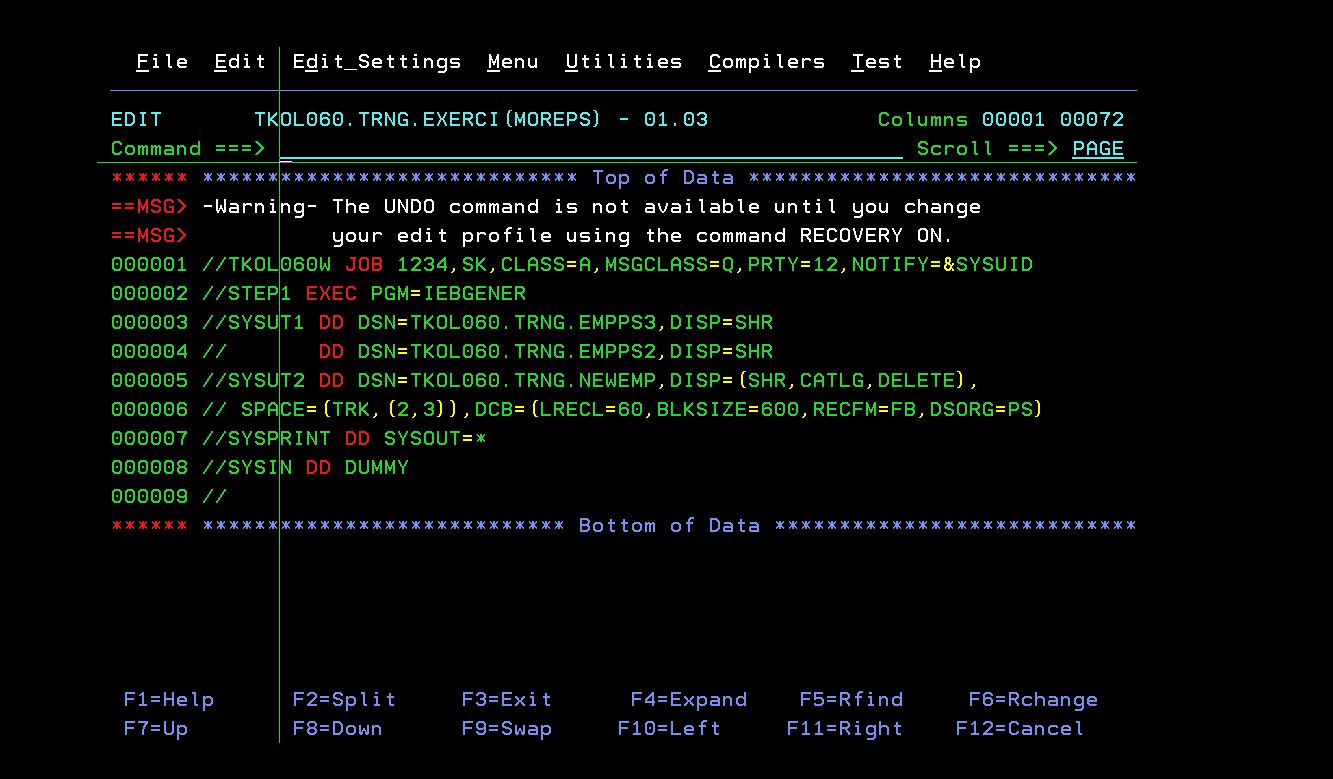 File  Edit  Edit_Settings  Menu  Utilities  Compilers  Test  Help
EDIT       TKOL060.TRNG.EXERCI(MOREPS) - 01.03             Columns 00001 00072
Command ===>                                                  Scroll ===> PAGE
****** ***************************** Top of Data ******************************
==MSG> -Warning- The UNDO command is not available until you change
==MSG>           your edit profile using the command RECOVERY ON.
000001 //TKOL060W JOB 1234,SK,CLASS=A,MSGCLASS=Q,PRTY=12,NOTIFY=&SYSUID
000002 //STEP1 EXEC PGM=IEBGENER
000003 //SYSUT1 DD DSN=TKOL060.TRNG.EMPPS3,DISP=SHR
000004 //       DD DSN=TKOL060.TRNG.EMPPS2,DISP=SHR
000005 //SYSUT2 DD DSN=TKOL060.TRNG.NEWEMP,DISP=(SHR,CATLG,DELETE),
000006 // SPACE=(TRK,(2,3)),DCB=(LRECL=60,BLKSIZE=600,RECFM=FB,DSORG=PS)
000007 //SYSPRINT DD SYSOUT=*
000008 //SYSIN DD DUMMY
000009 //
****** **************************** Bottom of Data ****************************
F1=Help      F2=Split     F3=Exit      F4=Expand    F5=Rfind     F6=Rchange
F7=Up        F8=Down      F9=Swap     F10=Left     F11=Right    F12=Cancel